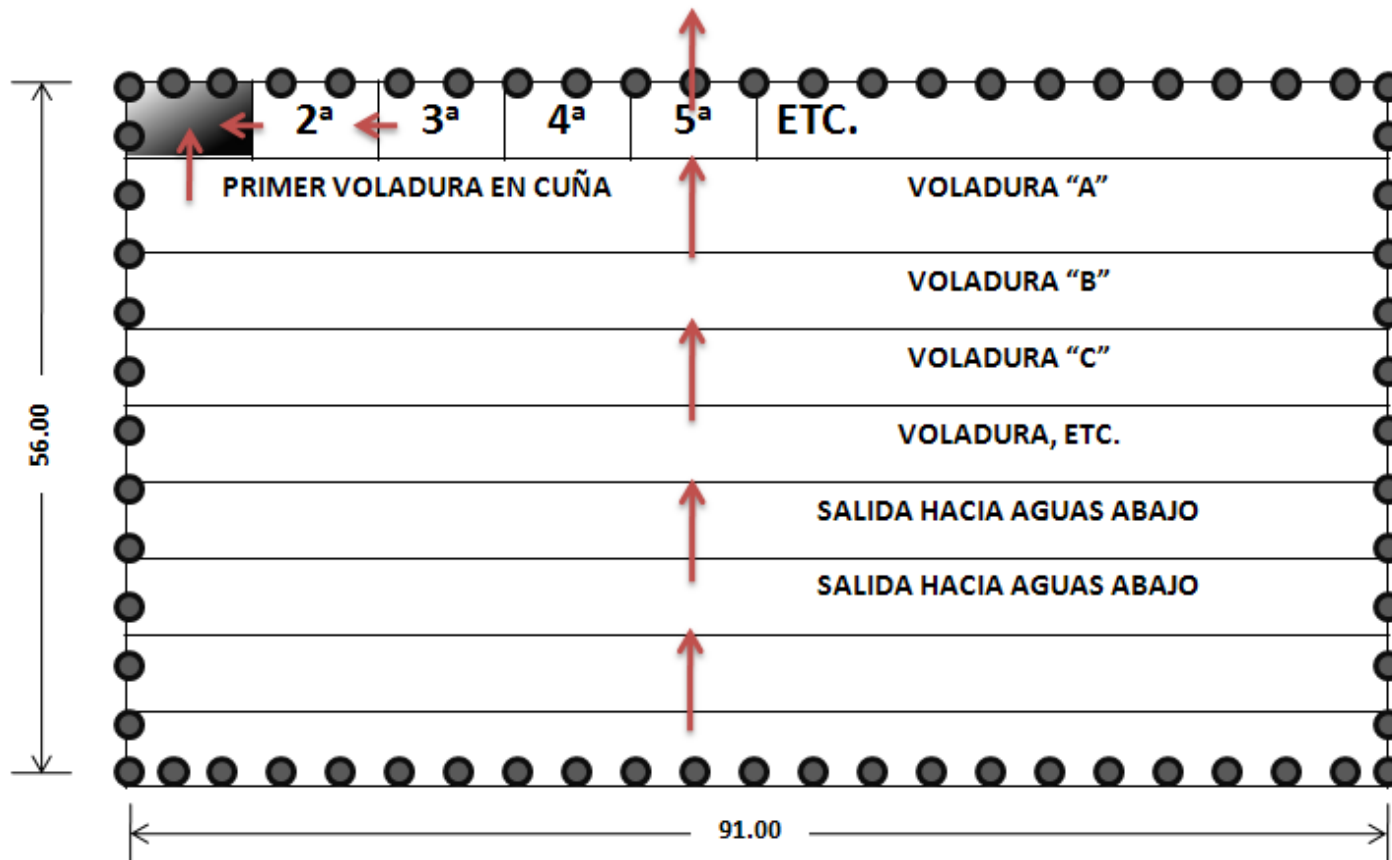 2ª 3ª 4ª 5ª ETC.
PRIMER VOLADURA EN CUÑA VOLADURA “A”
VOLADURA “B”
VOLADURA “C”
56.00
VOLADURA, ETC.
SALIDA HACIA AGUAS ABAJO
SALIDA HACIA AGUAS ABAJO
91.00